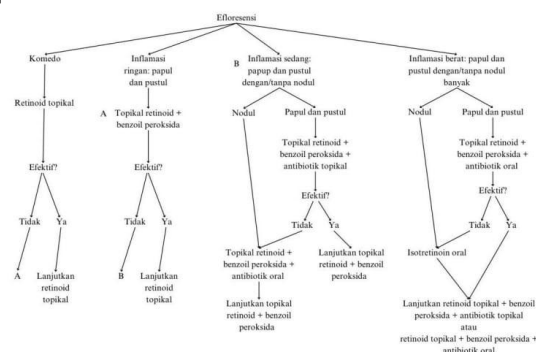 Efloresensi
Komedo
Retinoid topikal
Efektif?
Tidak Ya
A
Lanjutkan
retinoid
topikal
Inflamasi
ringan: papul
dan pustul
A Topikal retinoid +
benzoil peroksida
Efektif?
Tidak Ya
B
Lanjutkan
retinoid
topikal
B
Inflamasi sedang:
papup dan pustul
dengan/tanpa nodul
Nodul
Papul dan pustul
Topikal retinoid +
benzoil peroksida +
antibiotik topikal
Efektif?
Tidak Ya
Topikal retinoid +
benzoil peroksida +
antibiotik oral
Lanjutkan topikal
retinoid + benzoil
peroksida
Lanjutkan topikal
retinoid + benzoil
peroksida
Inflamasi berat: papul dan
pustul dengan/tanpa nodul
banyak
Nodul
Papul dan pustul
Topikal retinoid +
benzoil peroksida +
antibiotik oral
Efektif?
Tidak Ya
Isotretinoin oral
Lanjutkan retinoid topikal + benzoil
peroksida + antibiotik topikal
atau
retinoid topikal + benzoil peroksida +
antibiotik oral